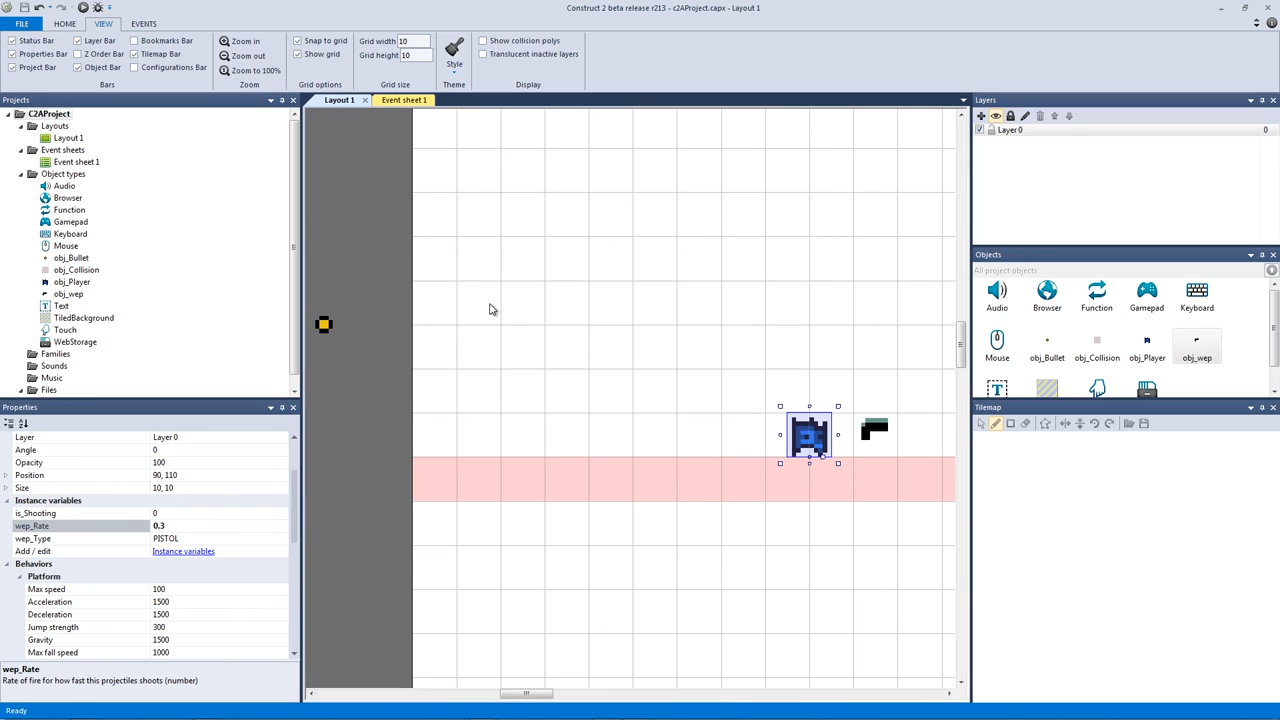 Construct 2 beta release r213 - c2AProject.capx - Layout 1
FILE HOME VIEW EVENTS
Status Bar Layer Bar Bookmarks Bar Zoom in Snap to grid Grid width 10 Show collision polys
Properties Bar Z Order Bar Tilemap Bar Zoom out Show grid Grid height 10 Translucent inactive layers
Project Bar Object Bar Configurations Bar Zoom to 100% Style
Bars Zoom Grid options Grid size Theme Display
Projects
C2AProject
Layouts
Layout 1
Event sheets
Event sheet 1
Object types
Audio
Browser
Function
Gamepad
Keyboard
Mouse
obj_Bullet
obj_Collision
obj_Player
obj_wep
Text
TiledBackground
Touch
WebStorage
Families
Sounds
Music
Files
Properties
Layer Layer 0
Angle 0
Opacity 100
Position 90, 110
Size 10, 10
Instance variables
is_Shooting 0
wep_Rate 0.3
wep_Type PISTOL
Add / edit Instance variables
Behaviors
Platform
Max speed 100
Acceleration 1500
Deceleration 1500
Jump strength 300
Gravity 1500
Max fall speed 1000
wep_Rate
Rate of fire for how fast this projectiles shoots (number)
Layout 1 Event sheet 1
Layers
Layer 0 0
Objects
All project objects
Audio Browser Function Gamepad Keyboard
Mouse obj_Bullet obj_Collision obj_Player obj_wep
Tilemap
Ready